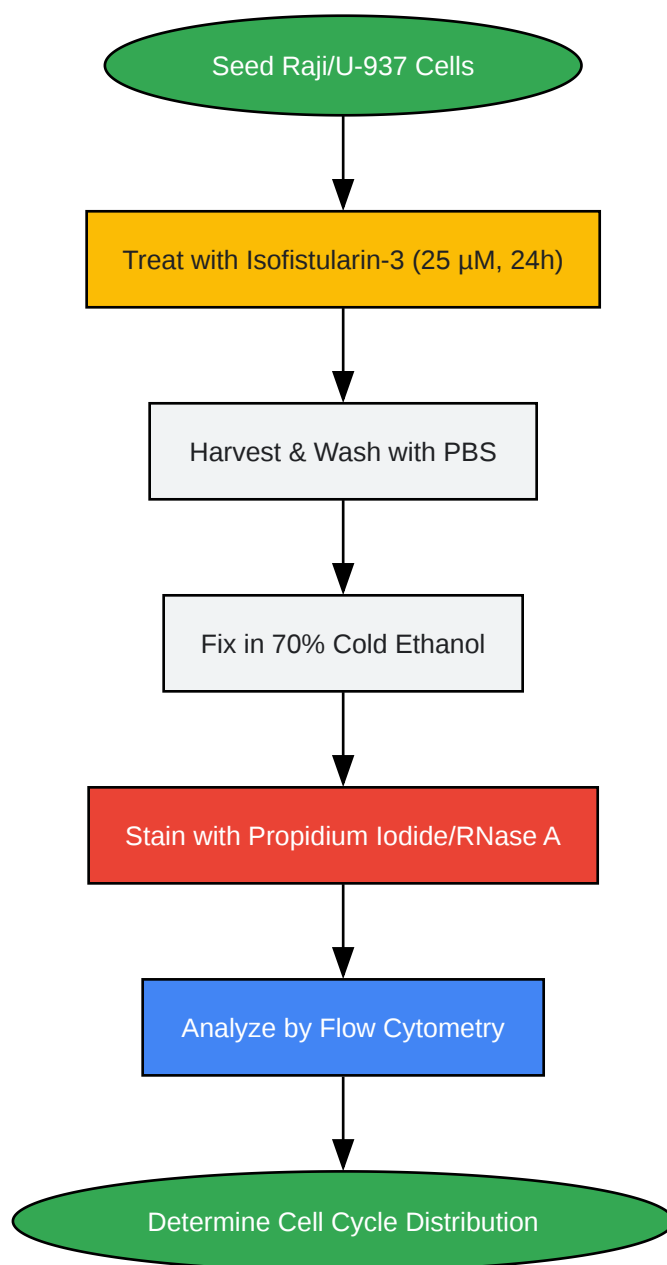 Seed Raji/U-937 Cells
Treat with Isofistularin-3 (25 µM, 24h)
Harvest & Wash with PBS
Fix in 70% Cold Ethanol
Stain with Propidium Iodide/RNase A
Analyze by Flow Cytometry
Determine Cell Cycle Distribution